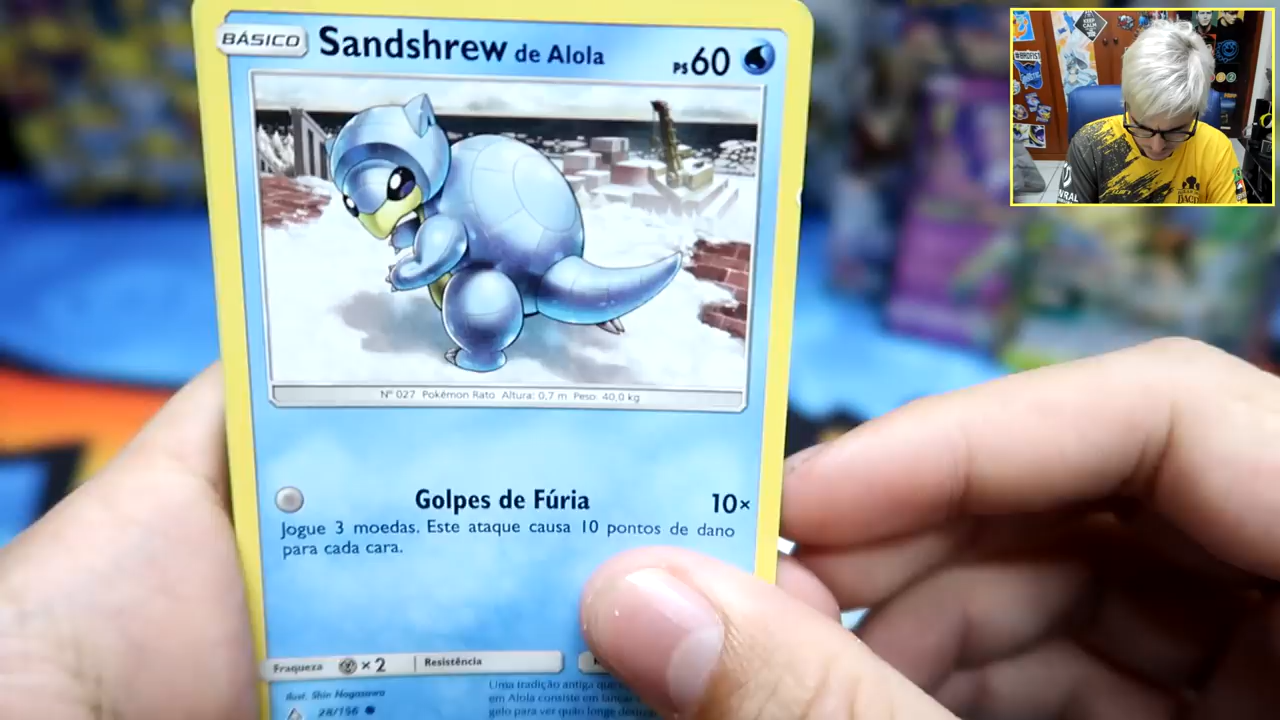 BÁSICO Sandshrew de Alola PS60
Nº 027 Pokémon Rato Altura: 0,7 m Peso: 40,0 kg
Golpes de Fúria 10×
Jogue 3 moedas. Este ataque causa 10 pontos de dano
para cada cara.
Fraqueza × 2 Resistência
Ilust. Shin Nagasawa
28/156
Uma tradição antiga
em Alola consiste em
gelo para ver quão longe
KEEP
CALM